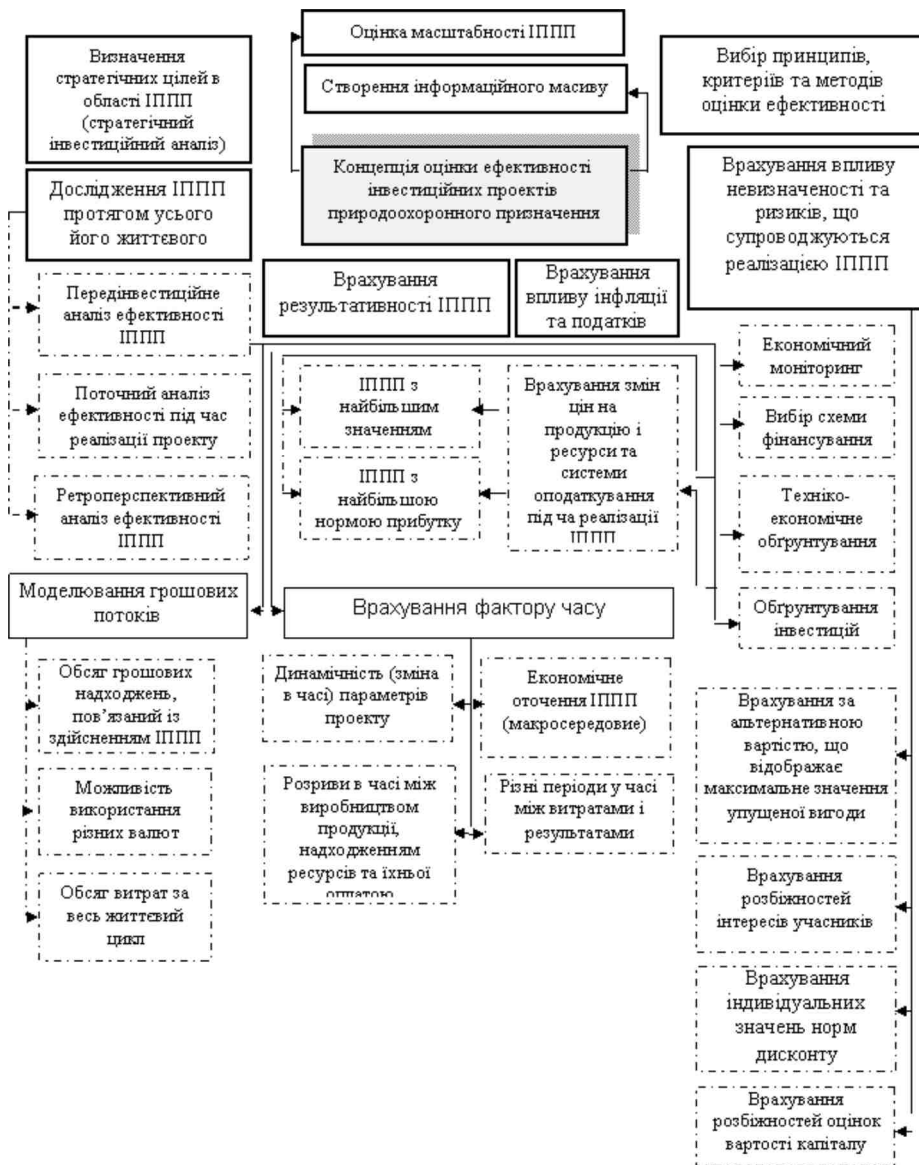 Оцінка масштабності ІППП
Створення інформаційного масиву
Концепція оцінки ефективності
інвестиційних проектів
природоохоронного призначення
Визначення
стратегічних цілей в
області ІППП
(стратегічний
інвестиційний аналіз)
Вибір принципів,
критеріїв та методів
оцінки ефективності
Дослідження ІППП
протягом усього
його життєвого
Врахування впливу
невизначеності та
ризиків, що
супроводжуються
реалізацією ІППП
Врахування
результативності ІППП
Врахування
впливу інфляції
та податків
Передінвестиційне
аналіз ефективності
ІППП
Поточний аналіз
ефективності під час
реалізації проекту
Ретроперспективний
аналіз ефективності
ІППП
ІППП з
найбільшим
значенням
ІППП з
найбільшою
нормою прибутку
Врахування змін
цін на
продукцію і
ресурси та
системи
оподаткування
під ча реалізації
ІППП
Економічний
моніторинг
Вибір схеми
фінансування
Техніко-
економічне
обґрунтування
Обґрунтування
інвестицій
Моделювання грошових
потоків
Врахування фактору часу
Обсяг грошових
надходжень,
пов’язаний із
здійсненням ІППП
Можливість
використання
різних валют
Обсяг витрат за
весь життєвий
цикл
Динамічність (зміна
в часі) параметрів
проекту
Економічне
оточення ІППП
(макросередовие)
Розриви в часі між
виробництвом
продукції,
надходженням
ресурсів та їхньої
оплатою
Різні періоди у часі
між витратами і
результатами
Врахування за
альтернативною
вартістю, що
відображає
максимальне значення
упущеної вигоди
Врахування
розбіжностей
інтересів учасників
Врахування
індивідуальних
значень норм
дисконту
Врахування
розбіжностей оцінок
вартості капіталу